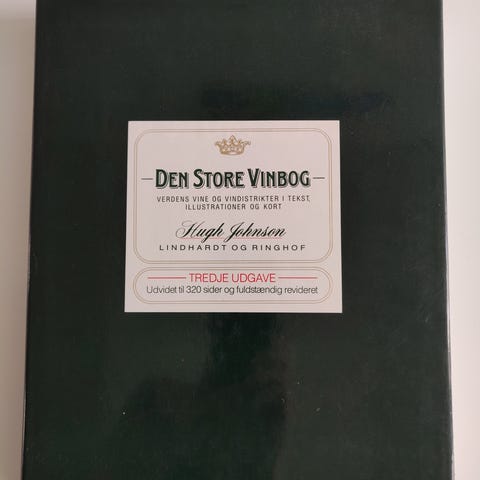 DEN STORE VINBOG
VERDENS VINE OG VINDISTRIKTER I TEKST,
ILLUSTRATIONER OG KORT
Hugh Johnson
LINDHARDT OG RINGHOF
TREDJE UDGAVE
Udvidet til 320 sider og fuldstændig revideret